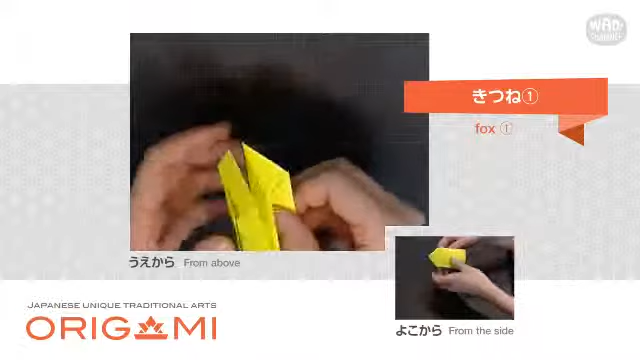 WAO!
CHANNEL
きつね①
fox ①
うえから From above
よこから From the side
JAPANESE UNIQUE TRADITIONAL ARTS
ORIGAMI